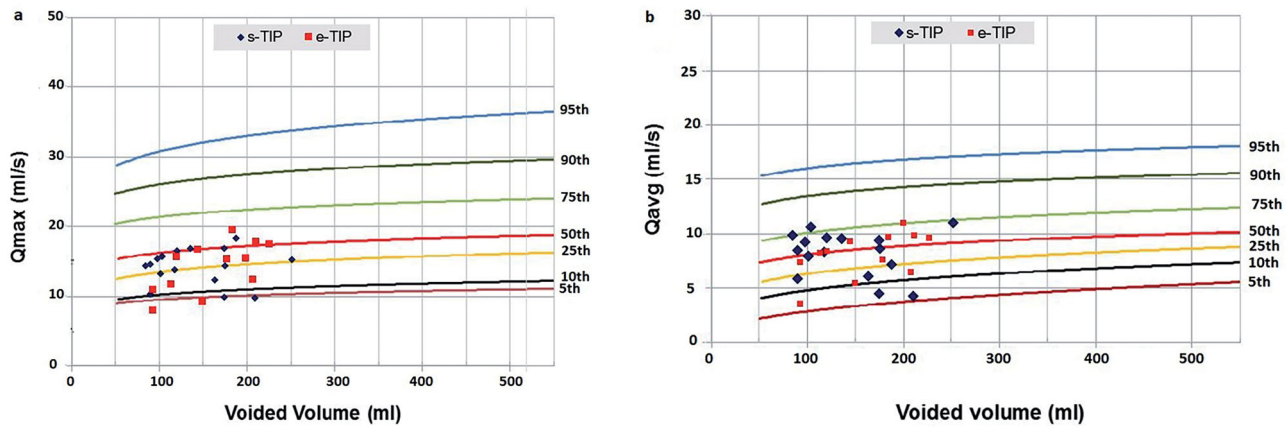 a
50
40
30
20
10
0
Qmax (ml/s)
s-TIP e-TIP
95th
90th
75th
50th
25th
10th
5th
0 100 200 300 400 500
Voided Volume (ml)
b
30
25
20
15
10
5
0
Qavg (ml/s)
s-TIP e-TIP
95th
90th
75th
50th
25th
10th
5th
0 100 200 300 400 500
Voided volume (ml)